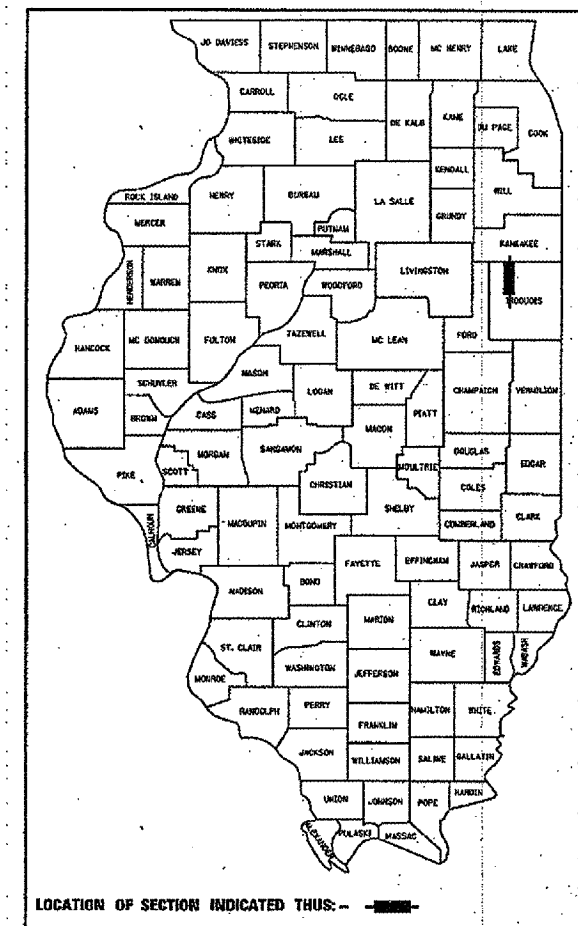 JO DAVIESS STEPHENSON WINNEBAGO BOONE MC HENRY LAKE
CARROLL OGLE DE KALB KANE DU PAGE COOK
WHITESIDE LEE
KENDALL WILL
ROCK ISLAND HENRY BUREAU LA SALLE GRUNDY
MERCER PUTNAM KANKAKEE
STARK MARSHALL
HENDERSON WARREN KNOX PEORIA WOODFORD LIVINGSTON IROQUOIS
HANCOCK MC DONOUGH FULTON TAZEWELL MC LEAN FORD
SCHUYLER MASON LOGAN DE WITT CHAMPAIGN VERMILION
ADAMS BROWN CASS MENARD PIATT
MACON
MORGAN SANGAMON DOUGLAS EDGAR
PIKE SCOTT CHRISTIAN MOULTRIE COLES
GREENE SHELBY
CALHOUN MACOUPIN MONTGOMERY CUMBERLAND CLARK
JERSEY
FAYETTE EFFINGHAM JASPER CRAWFORD
MADISON BOND
CLAY RICHLAND LAWRENCE
CLINTON MARION
ST. CLAIR WAYNE EDWARDS WABASH
WASHINGTON JEFFERSON
MONROE
RANDOLPH PERRY HAMILTON WHITE
FRANKLIN
JACKSON WILLIAMSON SALINE GALLATIN
UNION JOHNSON POPE HARDIN
ALEXANDER PULASKI MASSAC
LOCATION OF SECTION INDICATED THUS:-